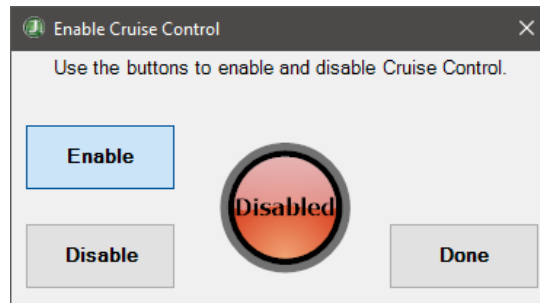 Enable Cruise Control
Use the buttons to enable and disable Cruise Control.
Enable
Disabled
Disable
Done